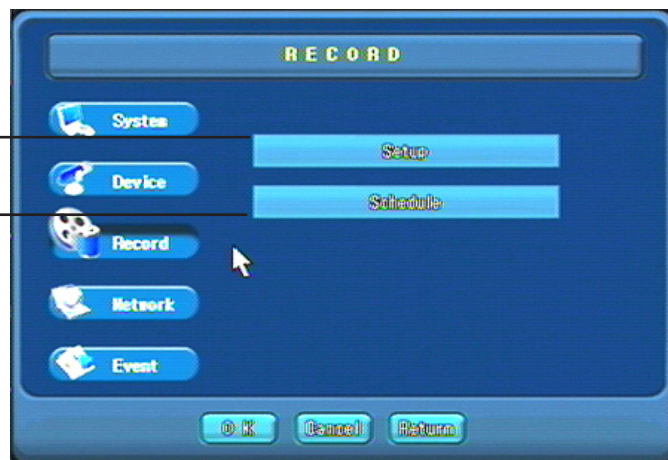 RECORD
System
Device
Record
Network
Event
Setup
Schedule
OK
Cancel
Return